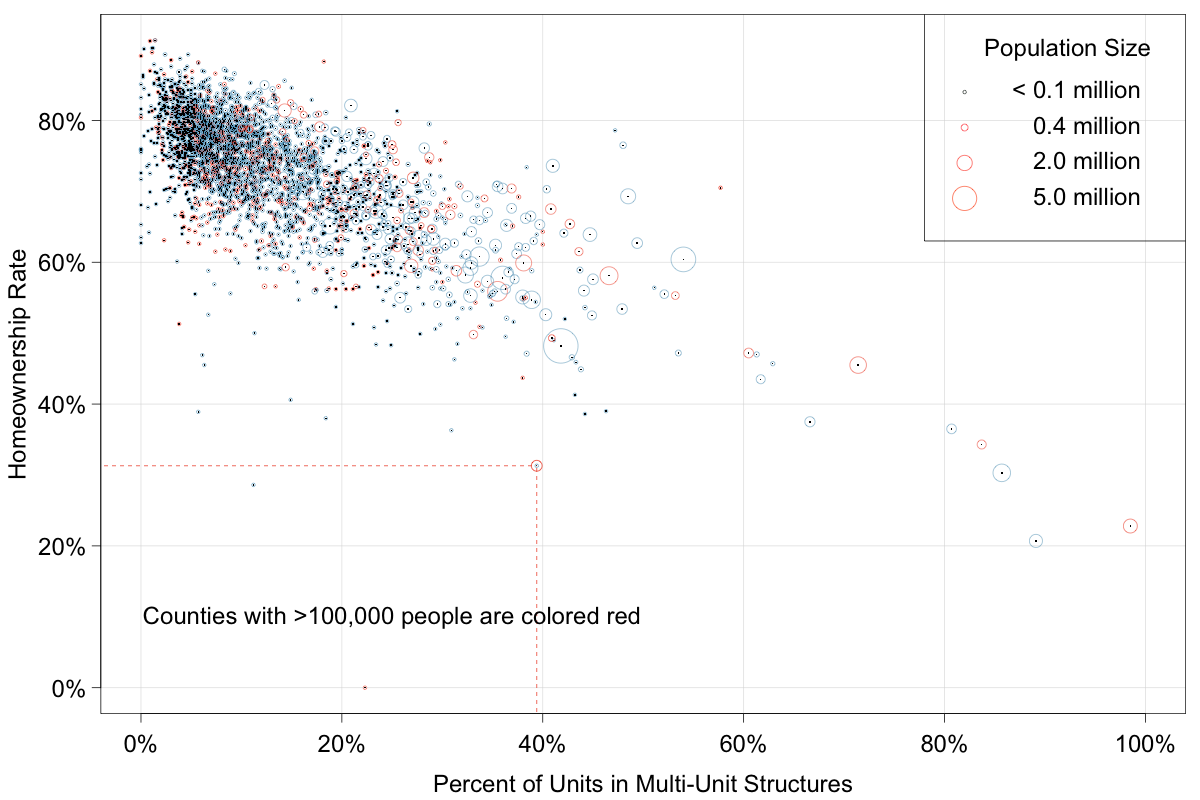 Population Size
< 0.1 million
0.4 million
2.0 million
5.0 million
80%
60%
40%
20%
0%
Homeownership Rate
Counties with >100,000 people are colored red
0%
20%
40%
60%
80%
100%
Percent of Units in Multi-Unit Structures